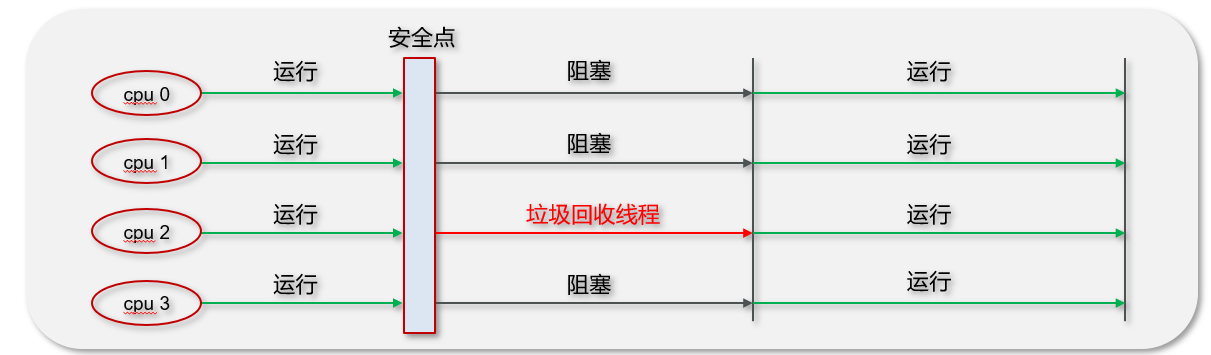 安全点
运行
阻塞
运行
cpu 0
运行
阻塞
运行
cpu 1
运行
垃圾回收线程
运行
cpu 2
运行
阻塞
运行
cpu 3